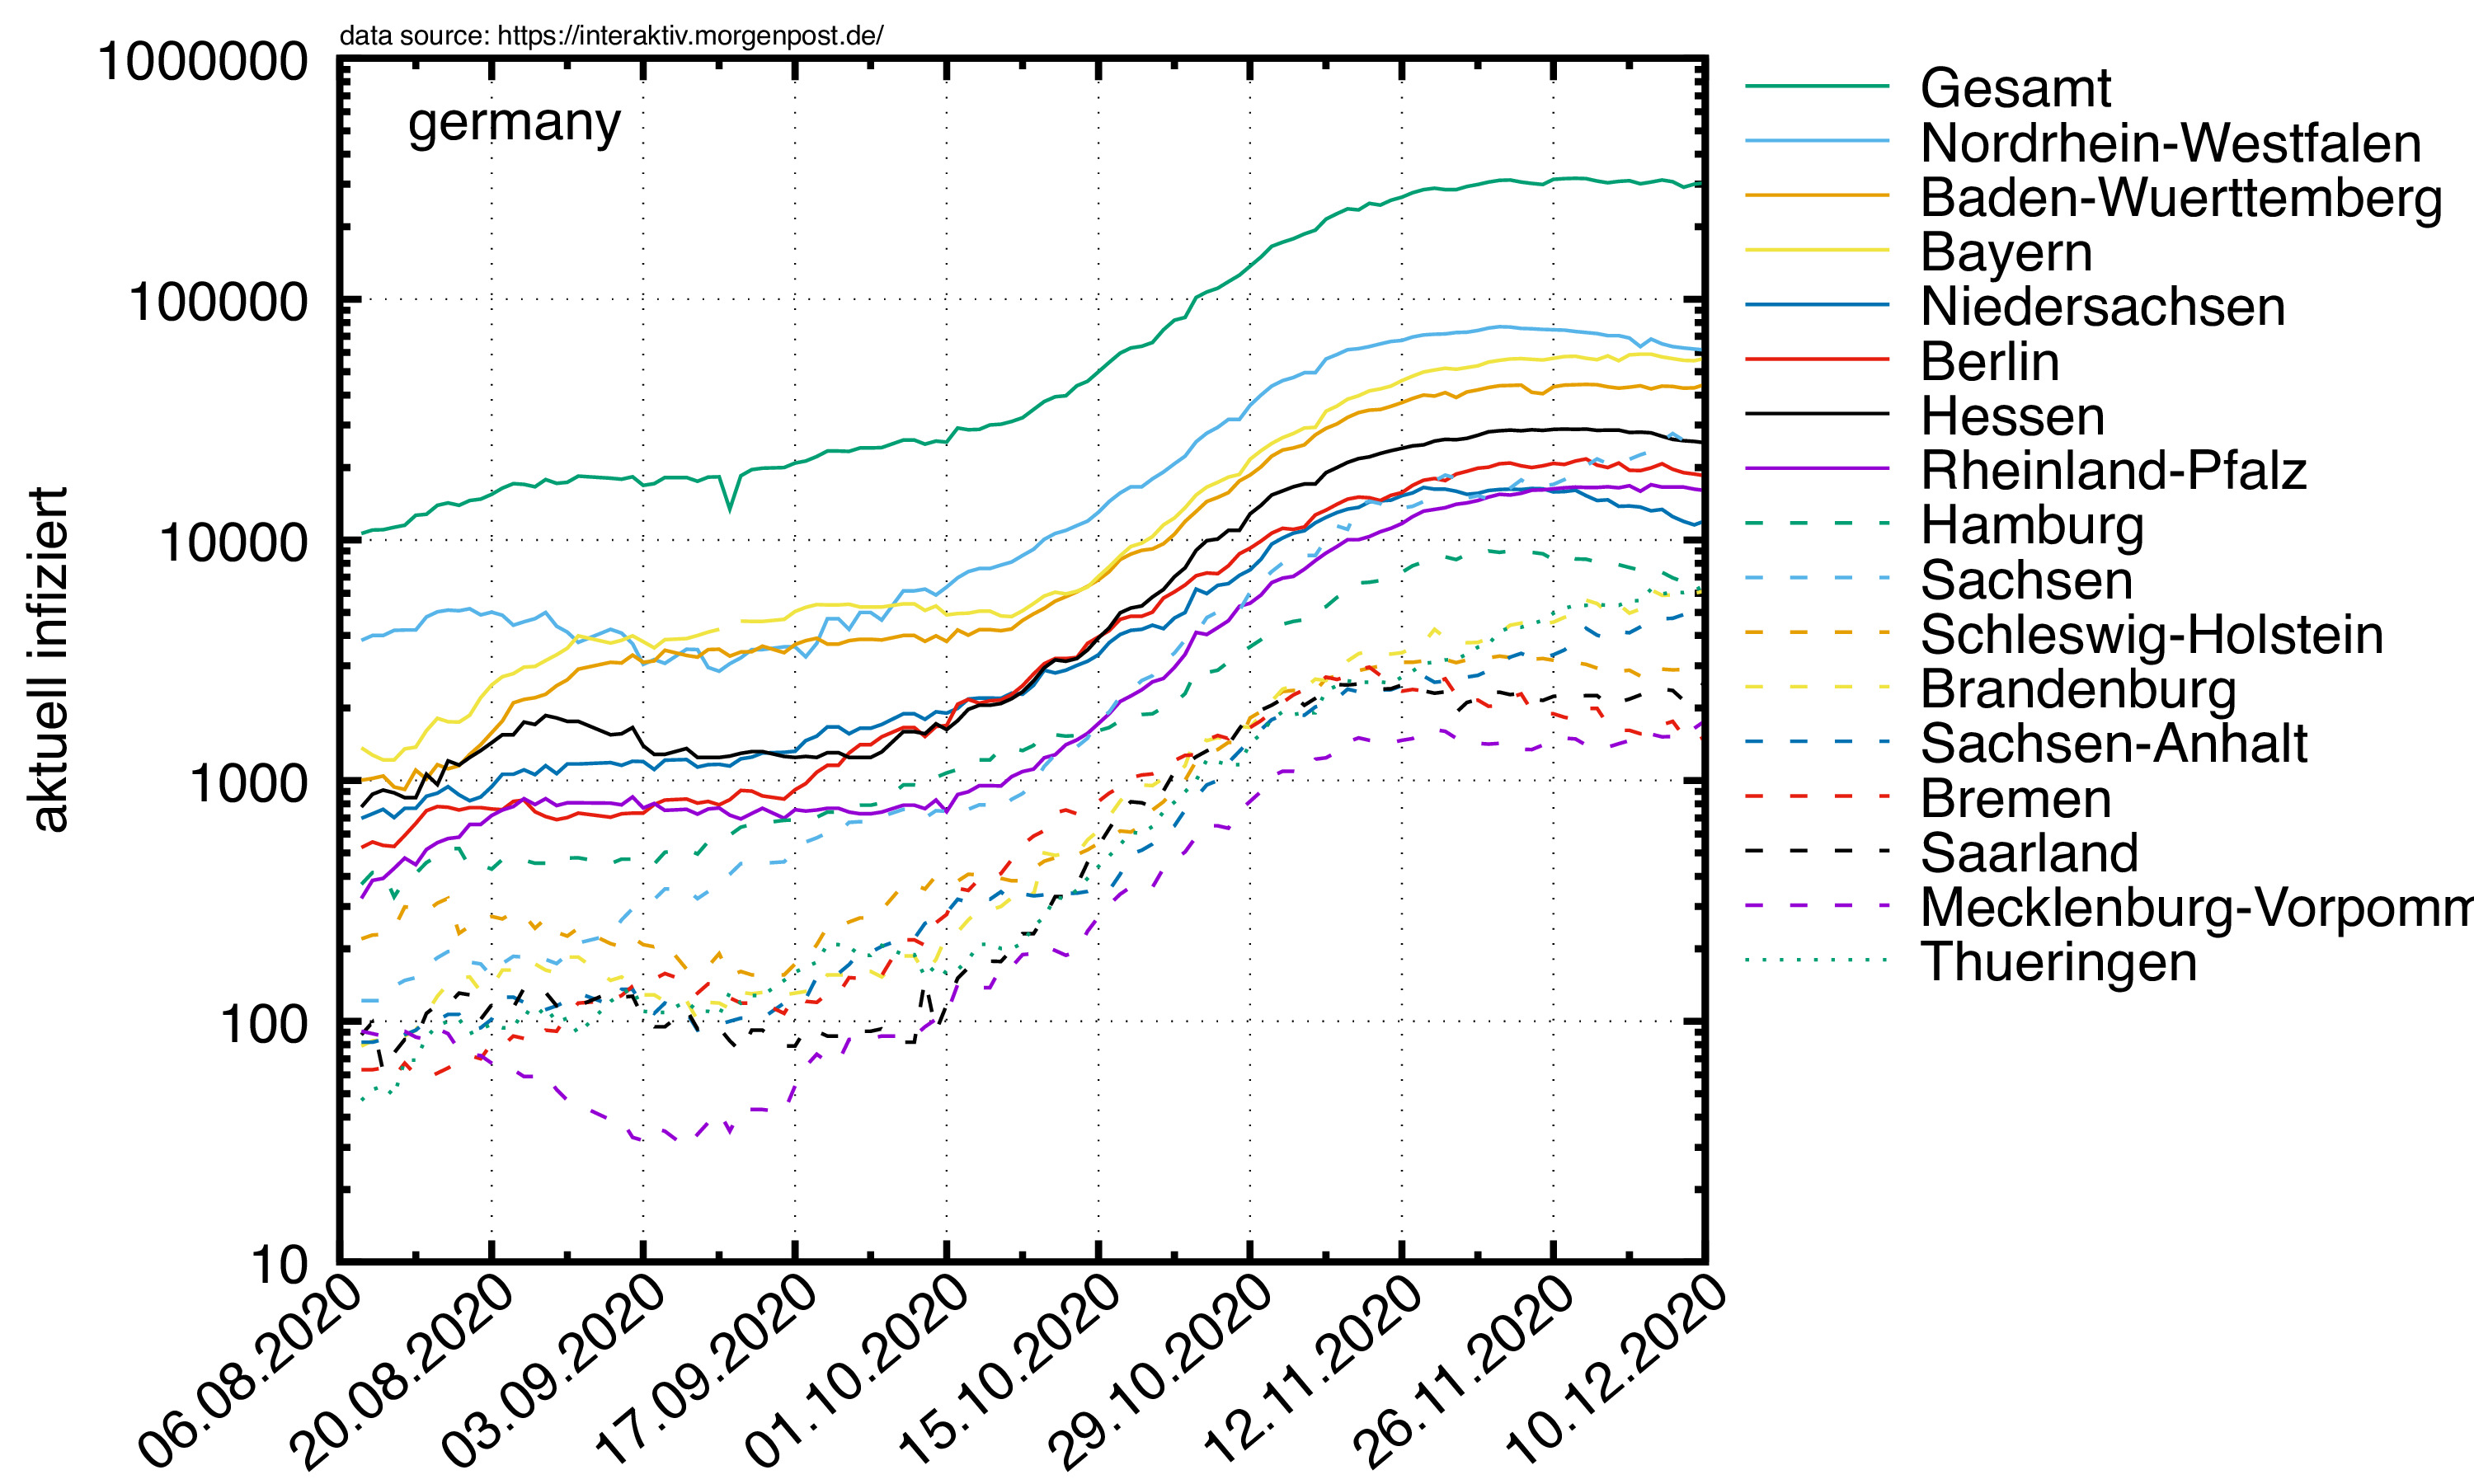 data source: https://interaktiv.morgenpost.de/
germany
aktuell infiziert
1000000
100000
10000
1000
100
10
06.08.2020
20.08.2020
03.09.2020
17.09.2020
01.10.2020
15.10.2020
29.10.2020
12.11.2020
26.11.2020
10.12.2020
Gesamt
Nordrhein-Westfalen
Baden-Wuerttemberg
Bayern
Niedersachsen
Berlin
Hessen
Rheinland-Pfalz
Hamburg
Sachsen
Schleswig-Holstein
Brandenburg
Sachsen-Anhalt
Bremen
Saarland
Mecklenburg-Vorpomm
Thueringen